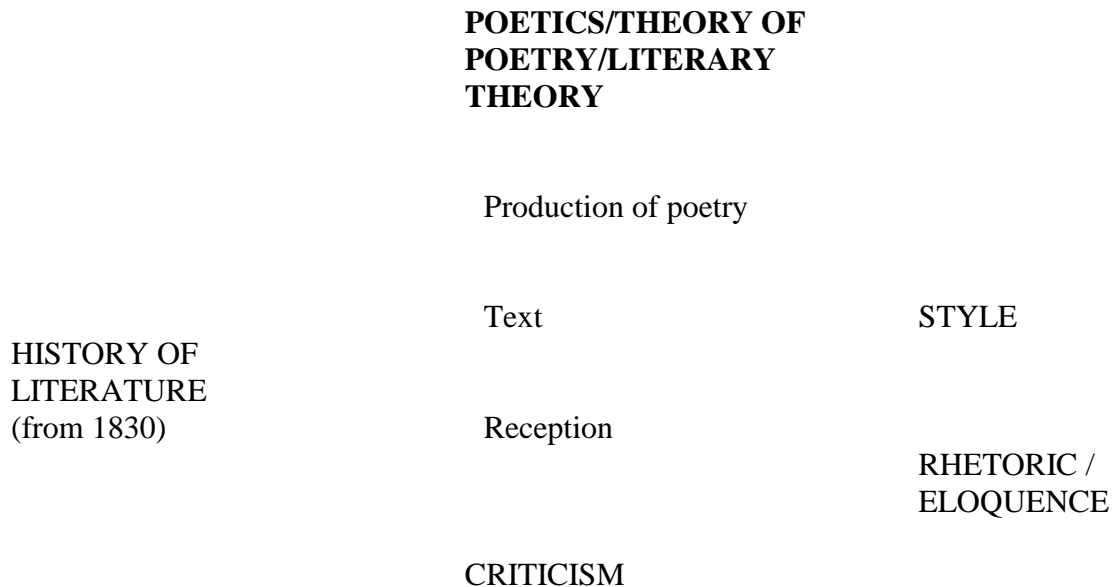 POETICS/THEORY OF
POETRY/LITERARY
THEORY
Production of poetry
Text
STYLE
HISTORY OF
LITERATURE
(from 1830)
Reception
RHETORIC /
ELOQUENCE
CRITICISM